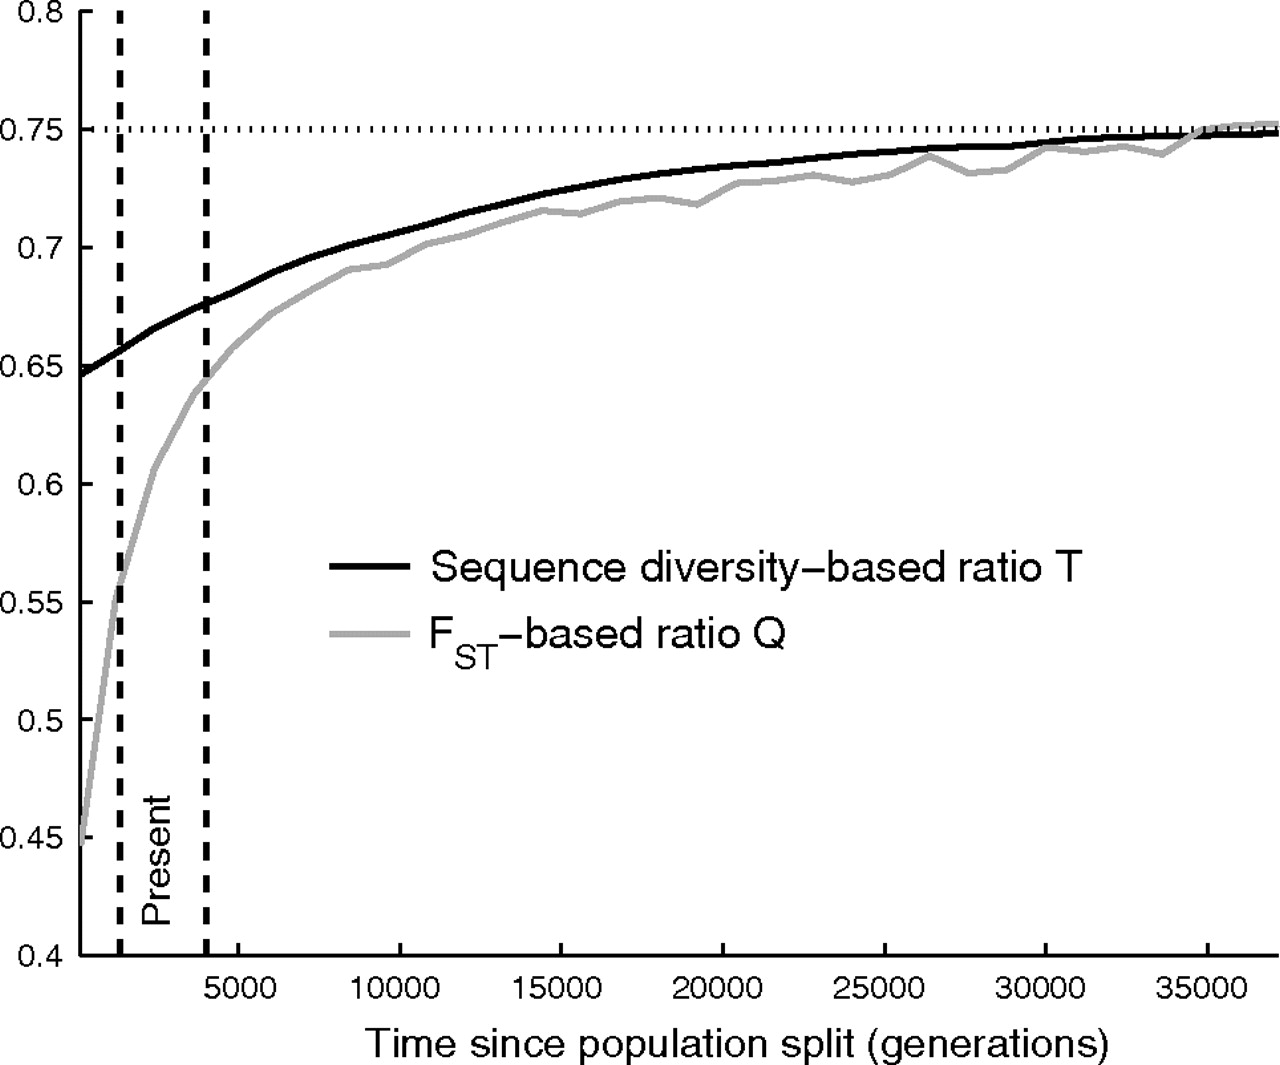 0.8
0.75
0.7
0.65
0.6
0.55
0.5
0.45
0.4
Present
Sequence diversity–based ratio T
FST–based ratio Q
5000 10000 15000 20000 25000 30000 35000
Time since population split (generations)